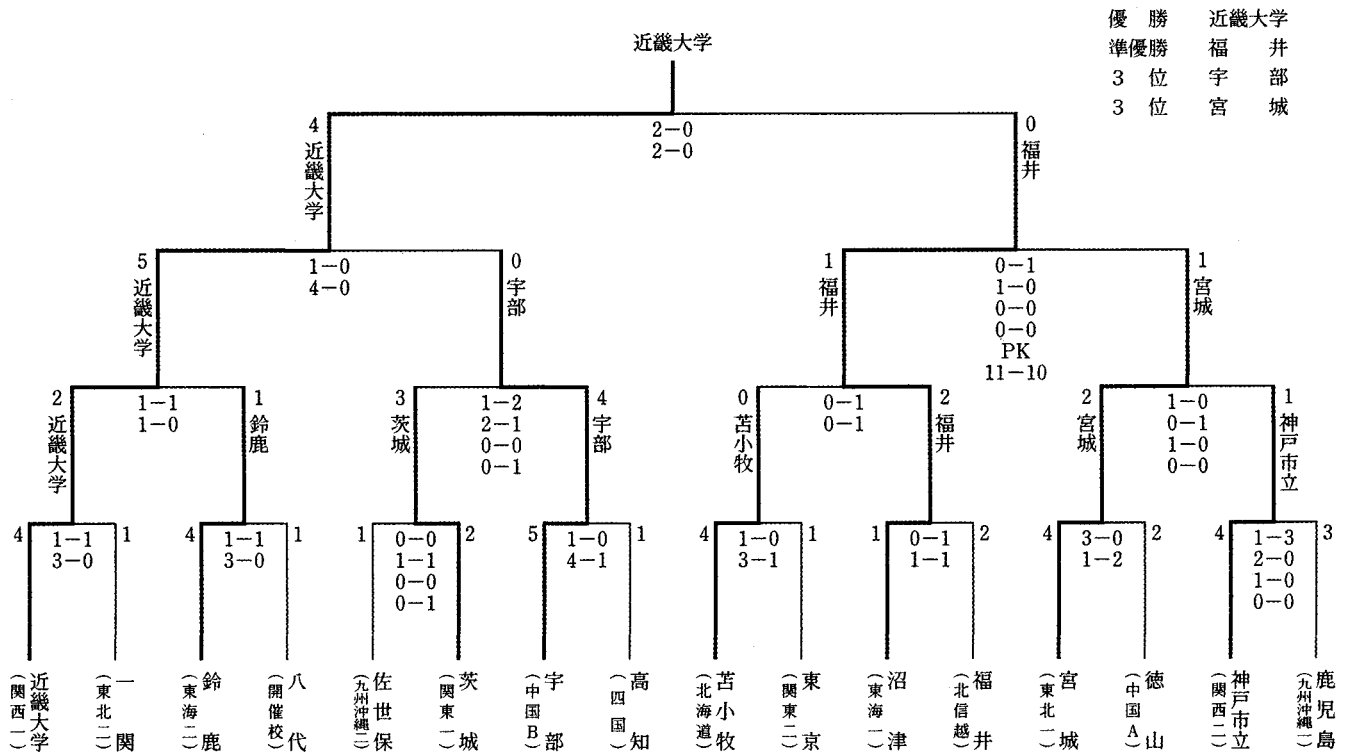 優勝 近畿大学
準優勝 福井
3位 宇部
3位 宮城
近畿大学
4 2-0 0
2-0
近畿大学
福井
5 1-0 0
4-0
近畿大学
宇部
1 0-1 1
1-0
0-0
0-0
PK
11-10
福井
宮城
2 1-1 1
1-0
近畿大学
鈴鹿
3 1-2 4
2-1
0-0
0-1
茨城
宇部
0 0-1 2
0-1
苫小牧
福井
2 1-0 1
0-1
1-0
0-0
宮城
神戸市立
4 1-1 1
3-0
4 1-1 1
3-0
1 0-0 2
1-1
0-0
0-1
5 1-0 1
4-1
4 1-0 1
3-1
1 0-1 2
1-1
4 3-0 2
1-2
4 1-3 3
2-0
1-0
0-0
近畿大学(関西一)
一関(東北二)
鈴鹿(東海二)
八代(開催校)
佐世保(九州沖縄二)
茨城(関東一)
宇部(中国B)
高知(四国)
苫小牧(北海道)
東京(関東二)
沼津(東海一)
福井(北信越)
宮城(東北一)
徳山(中国A)
神戸市立(関西二)
鹿児島(九州沖縄一)